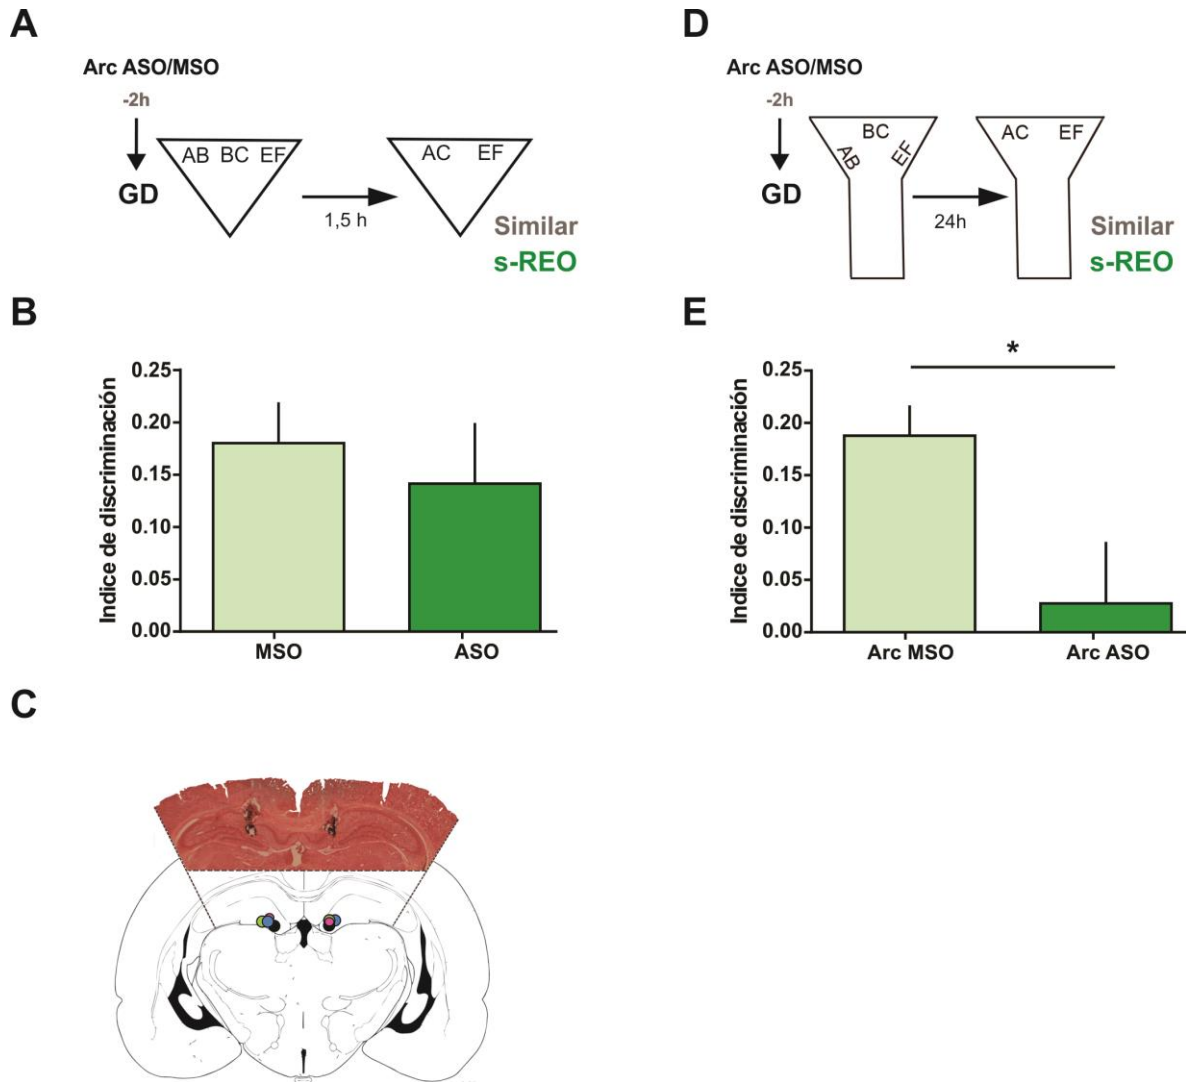 A
Arc ASO/MSO
-2h
GD
AB BC EF
1,5 h
AC EF
Similar
s-REO
B
Indice de discriminación
0.25
0.20
0.15
0.10
0.05
0.00
MSO
ASO
C
D
Arc ASO/MSO
-2h
GD
AB
BC
EF
24h
AC EF
Similar
s-REO
E
*
Indice de discriminación
0.25
0.20
0.15
0.10
0.05
0.00
Arc MSO
Arc ASO